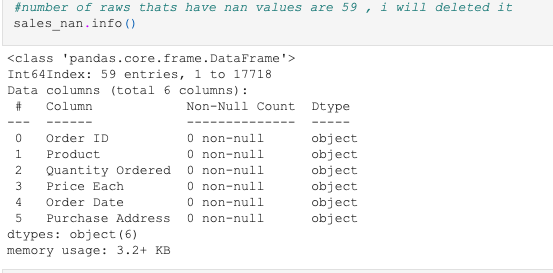 #number of raws thats have nan values are 59 , i will deleted it
sales_nan.info()
<class 'pandas.core.frame.DataFrame'>
Int64Index: 59 entries, 1 to 17718
Data columns (total 6 columns):
 #   Column            Non-Null Count  Dtype
---  ------            --------------  -----
 0   Order ID          0 non-null      object
 1   Product           0 non-null      object
 2   Quantity Ordered  0 non-null      object
 3   Price Each        0 non-null      object
 4   Order Date        0 non-null      object
 5   Purchase Address  0 non-null      object
dtypes: object(6)
memory usage: 3.2+ KB